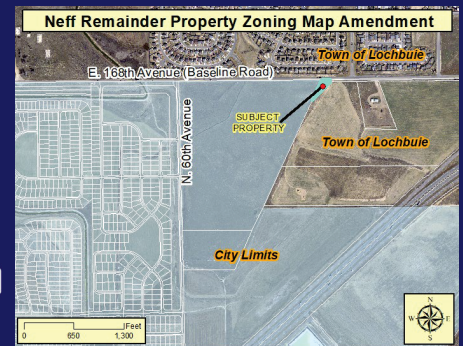 Neff Remainder Property Zoning Map Amendment
Town of Lochbuie
E. 168th Avenue (Baseline Road)
N. 60th Avenue
SUBJECT
PROPERTY
Town of Lochbuie
City Limits
Feet
0 650 1,300
N
W E
S